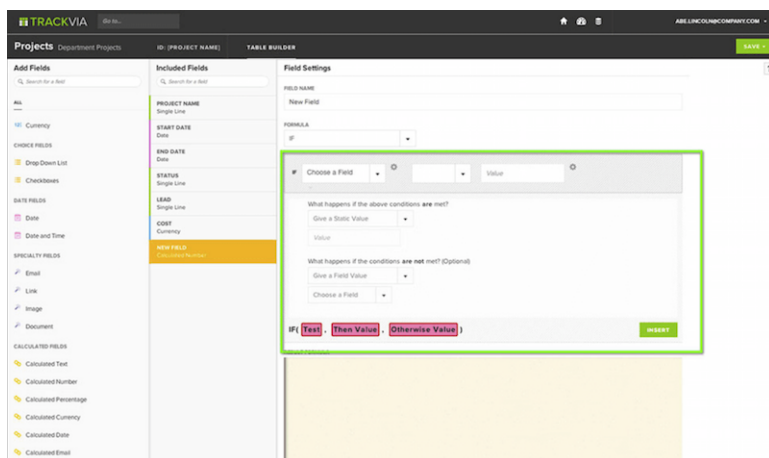 TRACKVIA
Go to...
ABE.LINCOLN@COMPANY.COM
Projects Department Projects
ID: [PROJECT NAME]
TABLE BUILDER
SAVE
Add Fields
Search for a field
ALL
Currency
CHOICE FIELDS
Drop Down List
Checkboxes
DATE FIELDS
Date
Date and Time
SPECIALTY FIELDS
Email
Link
Image
Document
CALCULATED FIELDS
Calculated Text
Calculated Number
Calculated Percentage
Calculated Currency
Calculated Date
Calculated Email
Included Fields
Search for a field
PROJECT NAME
Single Line
START DATE
Date
END DATE
Date
STATUS
Single Line
LEAD
Single Line
COST
Currency
NEW FIELD
Calculated Number
Field Settings
FIELD NAME
New Field
FORMULA
IF
IF Choose a Field Value
What happens if the above conditions are met?
Give a Static Value
Value
What happens if the conditions are not met? (Optional)
Give a Field Value
Choose a Field
IF( Test , Then Value , Otherwise Value )
INSERT